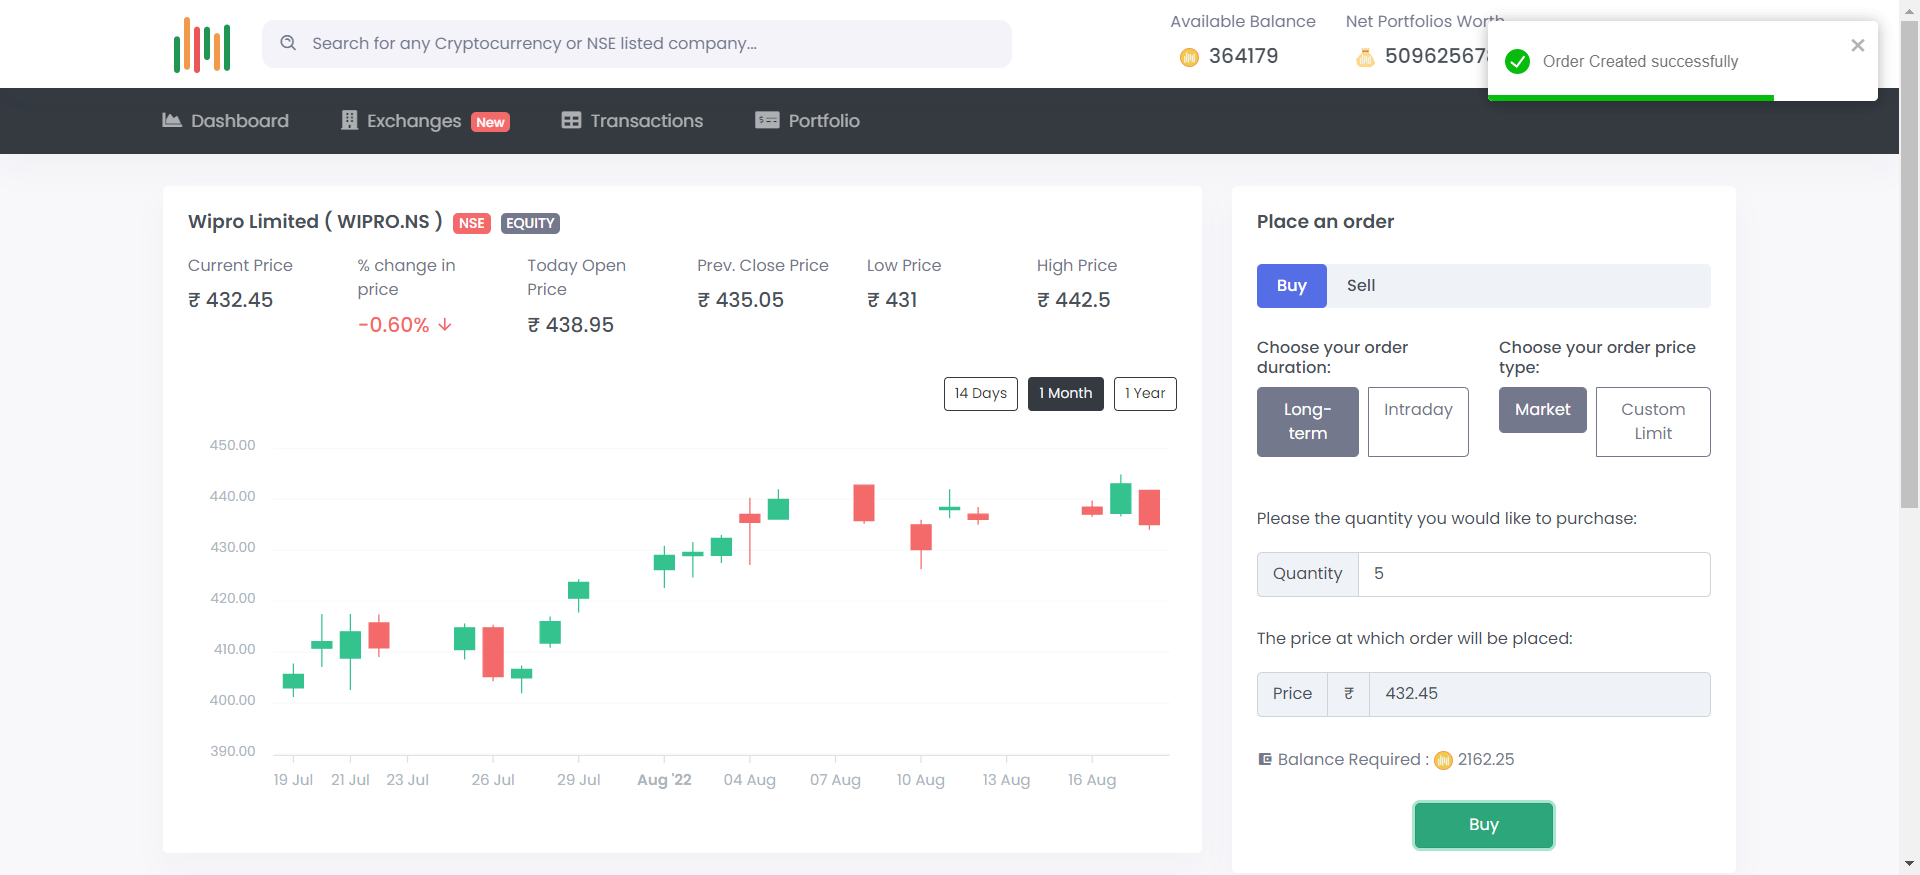 Search for any Cryptocurrency or NSE listed company...
Available Balance
364179
Net Portfolios Worth
Order Created successfully
Dashboard
Exchanges New
Transactions
Portfolio
Wipro Limited ( WIPRO.NS ) NSE EQUITY
Current Price
₹ 432.45
% change in
price
-0.60%
Today Open
Price
₹ 438.95
Prev. Close Price
₹ 435.05
Low Price
₹ 431
High Price
₹ 442.5
14 Days
1 Month
1 Year
450.00
440.00
430.00
420.00
410.00
400.00
390.00
19 Jul
21 Jul
23 Jul
26 Jul
29 Jul
Aug '22
04 Aug
07 Aug
10 Aug
13 Aug
16 Aug
Place an order
Buy
Sell
Choose your order
duration:
Long-
term
Intraday
Choose your order price
type:
Market
Custom
Limit
Please the quantity you would like to purchase:
Quantity
5
The price at which order will be placed:
Price
₹
432.45
Balance Required : 2162.25
Buy